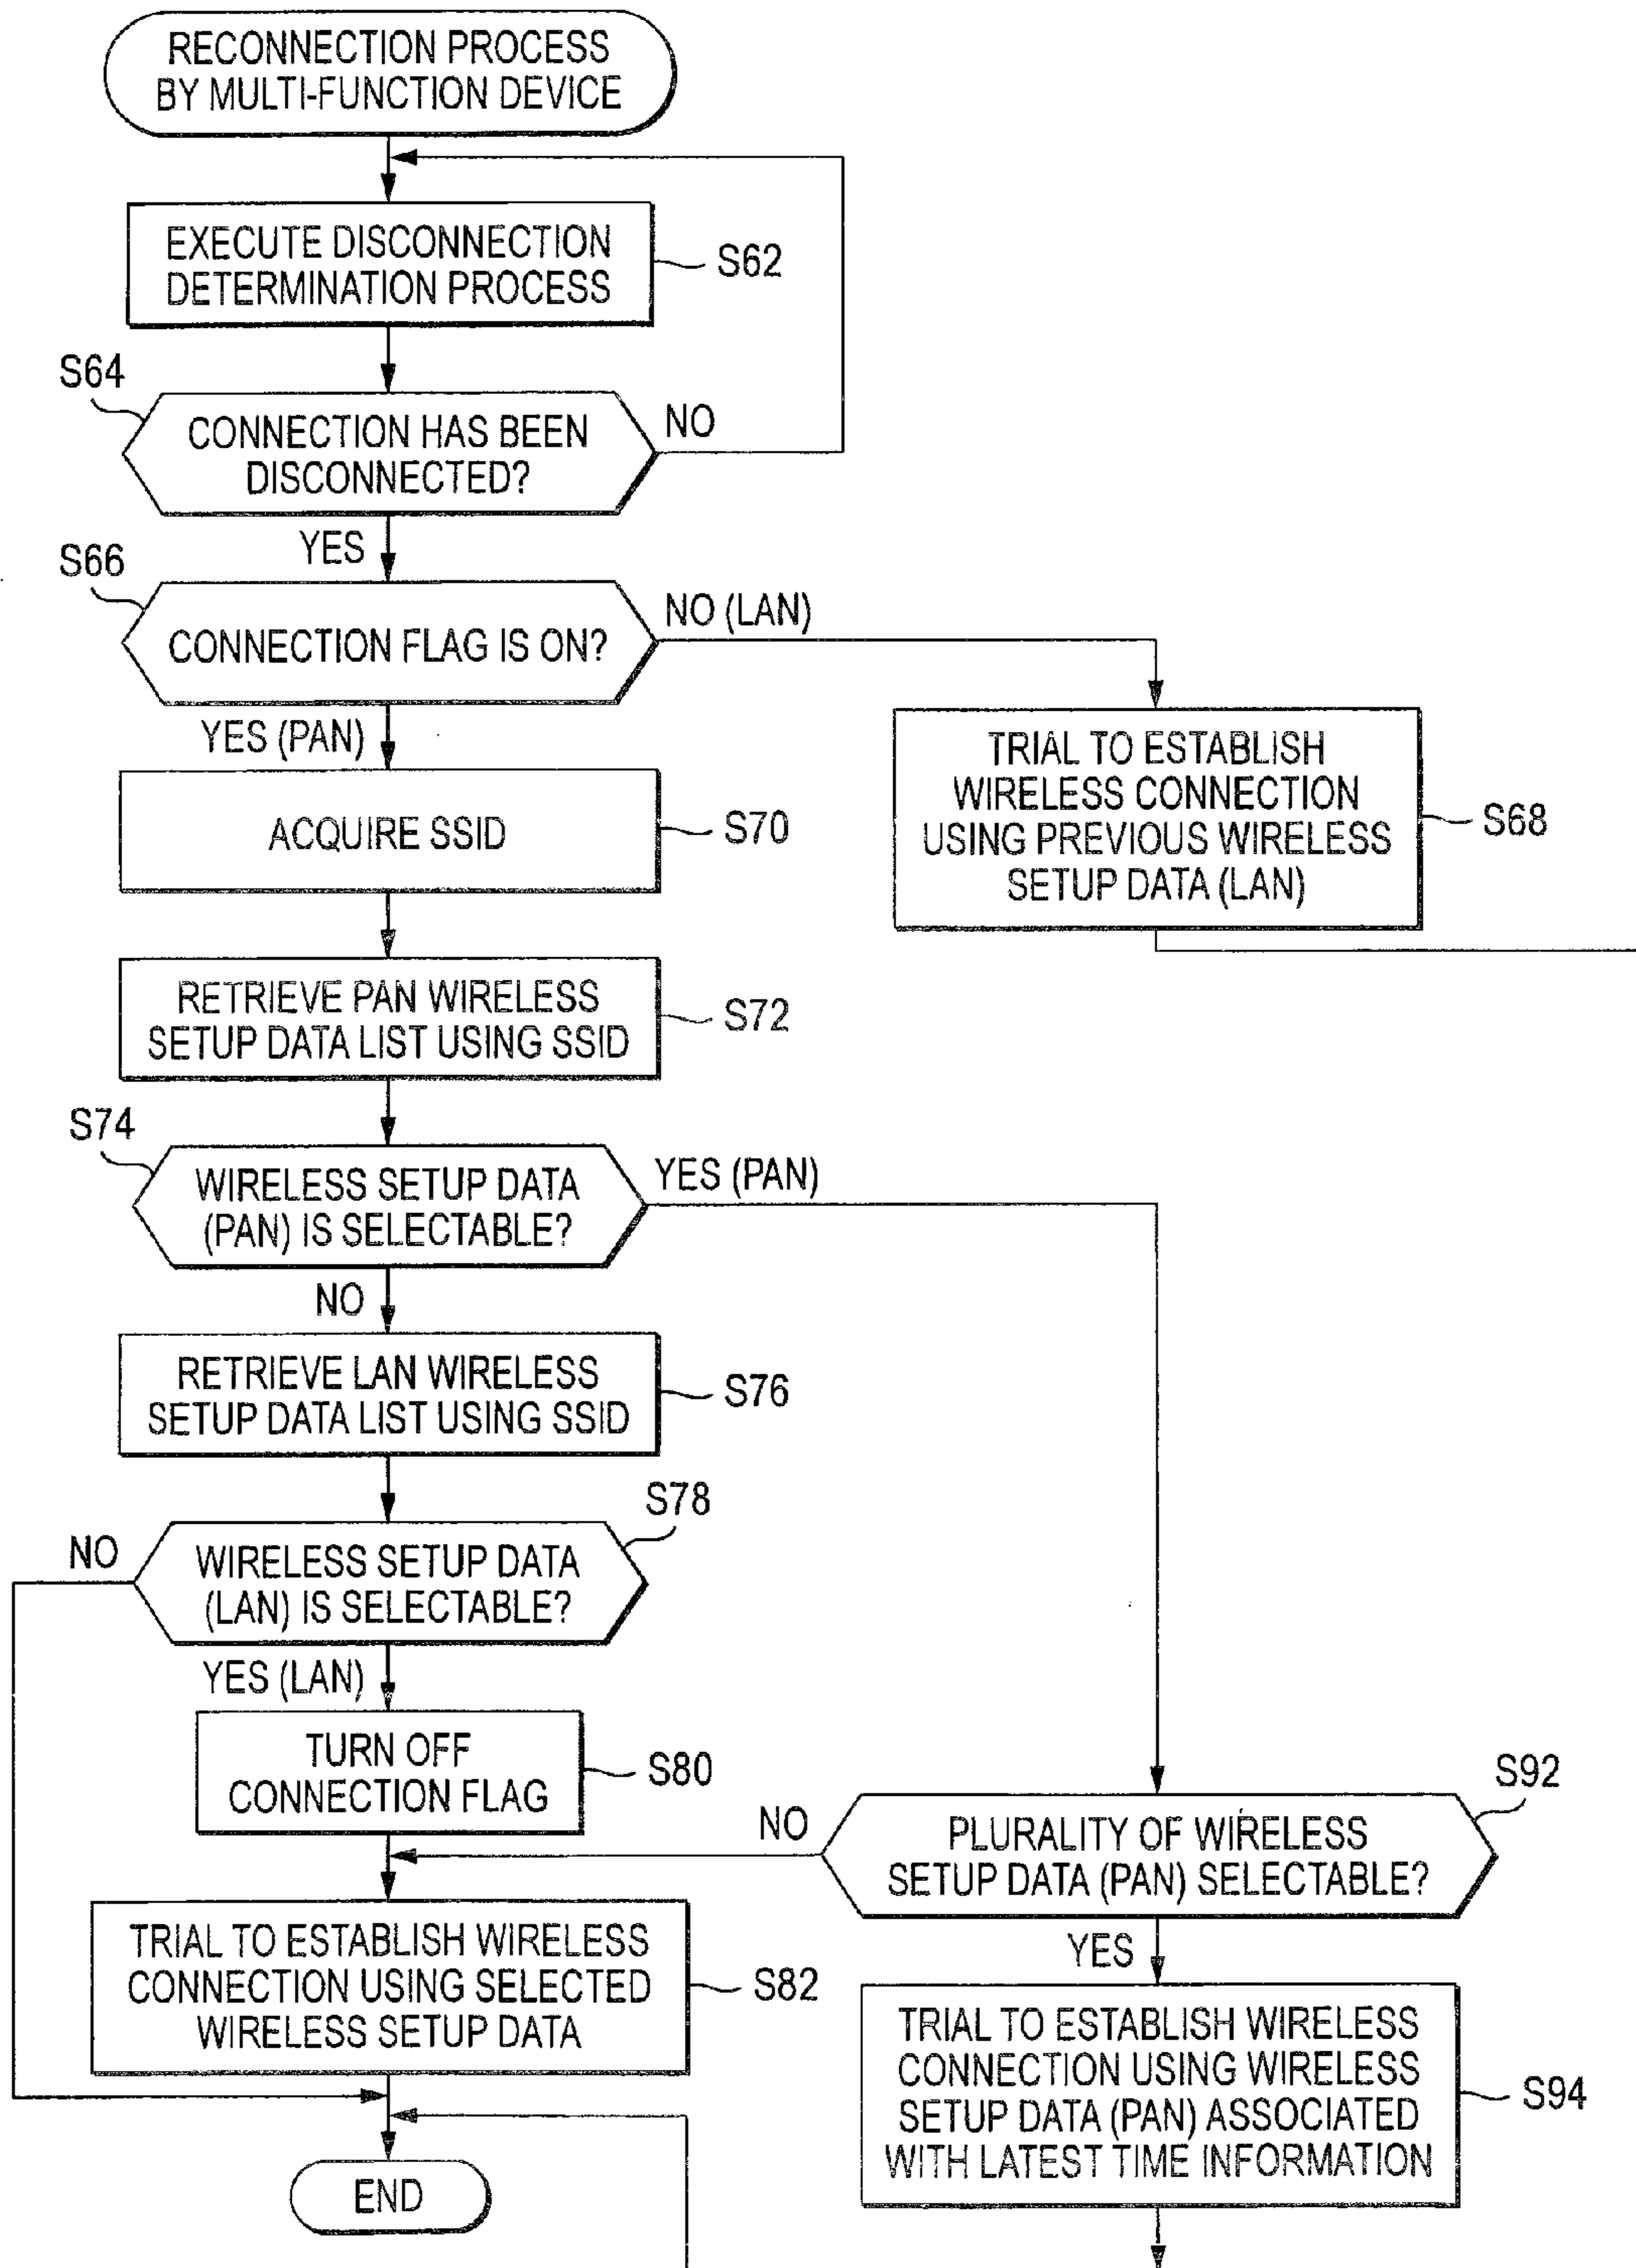 RECONNECTION PROCESS
BY MULTI-FUNCTION DEVICE
EXECUTE DISCONNECTION
DETERMINATION PROCESS
S62
S64
CONNECTION HAS BEEN
DISCONNECTED?
NO
YES
S66
CONNECTION FLAG IS ON?
NO (LAN)
YES (PAN)
TRIAL TO ESTABLISH
WIRELESS CONNECTION
USING PREVIOUS WIRELESS
SETUP DATA (LAN)
S68
ACQUIRE SSID
S70
RETRIEVE PAN WIRELESS
SETUP DATA LIST USING SSID
S72
S74
WIRELESS SETUP DATA
(PAN) IS SELECTABLE?
YES (PAN)
NO
RETRIEVE LAN WIRELESS
SETUP DATA LIST USING SSID
S76
S78
NO
WIRELESS SETUP DATA
(LAN) IS SELECTABLE?
YES (LAN)
TURN OFF
CONNECTION FLAG
S80
S92
NO
PLURALITY OF WIRELESS
SETUP DATA (PAN) SELECTABLE?
YES
TRIAL TO ESTABLISH WIRELESS
CONNECTION USING SELECTED
WIRELESS SETUP DATA
S82
TRIAL TO ESTABLISH WIRELESS
CONNECTION USING WIRELESS
SETUP DATA (PAN) ASSOCIATED
WITH LATEST TIME INFORMATION
S94
END